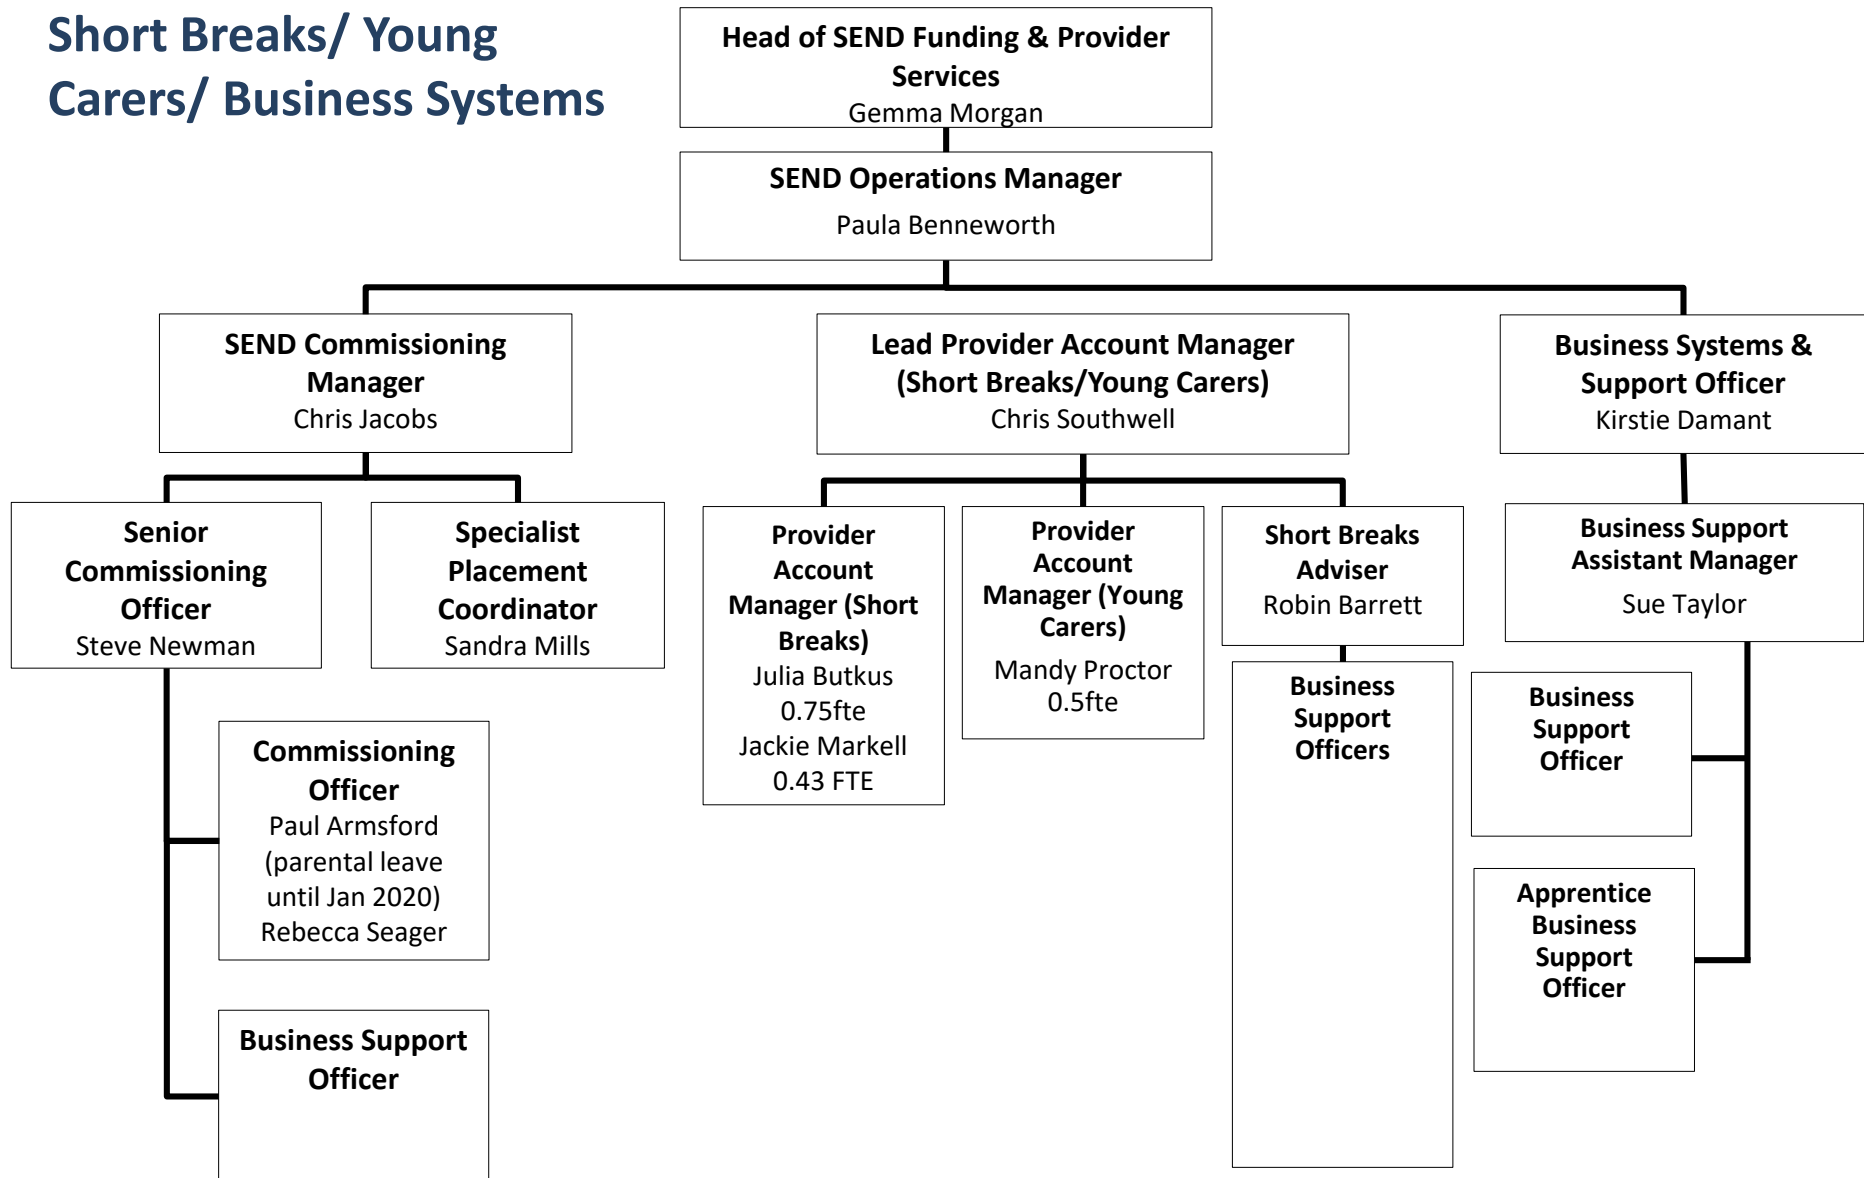 Short Breaks/ Young
Carers/ Business Systems
Head of SEND Funding & Provider
Services
Gemma Morgan
SEND Operations Manager
Paula Benneworth
SEND Commissioning
Manager
Chris Jacobs
Lead Provider Account Manager
(Short Breaks/Young Carers)
Chris Southwell
Business Systems &
Support Officer
Kirstie Damant
Senior
Commissioning
Officer
Steve Newman
Specialist
Placement
Coordinator
Sandra Mills
Provider
Account
Manager (Short
Breaks)
Julia Butkus
0.75fte
Jackie Markell
0.43 FTE
Provider
Account
Manager (Young
Carers)
Mandy Proctor
0.5fte
Short Breaks
Adviser
Robin Barrett
Business Support
Assistant Manager
Sue Taylor
Business
Support
Officers
Business
Support
Officer
Commissioning
Officer
Paul Armsford
(parental leave
until Jan 2020)
Rebecca Seager
Apprentice
Business
Support
Officer
Business Support
Officer